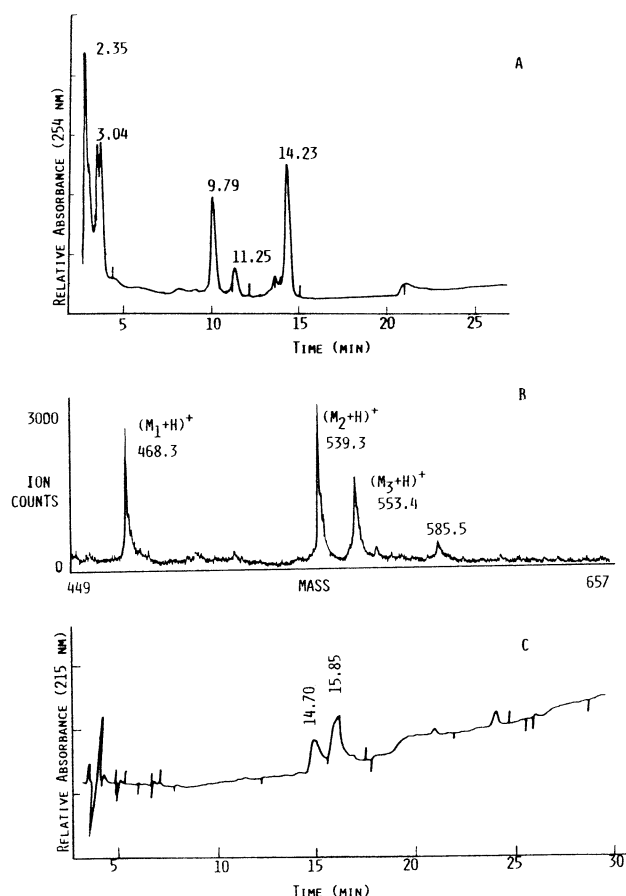 A
2.35
3.04
9.79
11.25
14.23
RELATIVE ABSORBANCE (254 NM)
5 10 15 20 25
TIME (MIN)
B
3000
ION
COUNTS
0
(M1+H)+
468.3
(M2+H)+
539.3
(M3+H)+
553.4
585.5
449 MASS 657
C
RELATIVE ABSORBANCE (215 NM)
14.70
15.85
5 10 15 20 25 30
TIME (MIN)